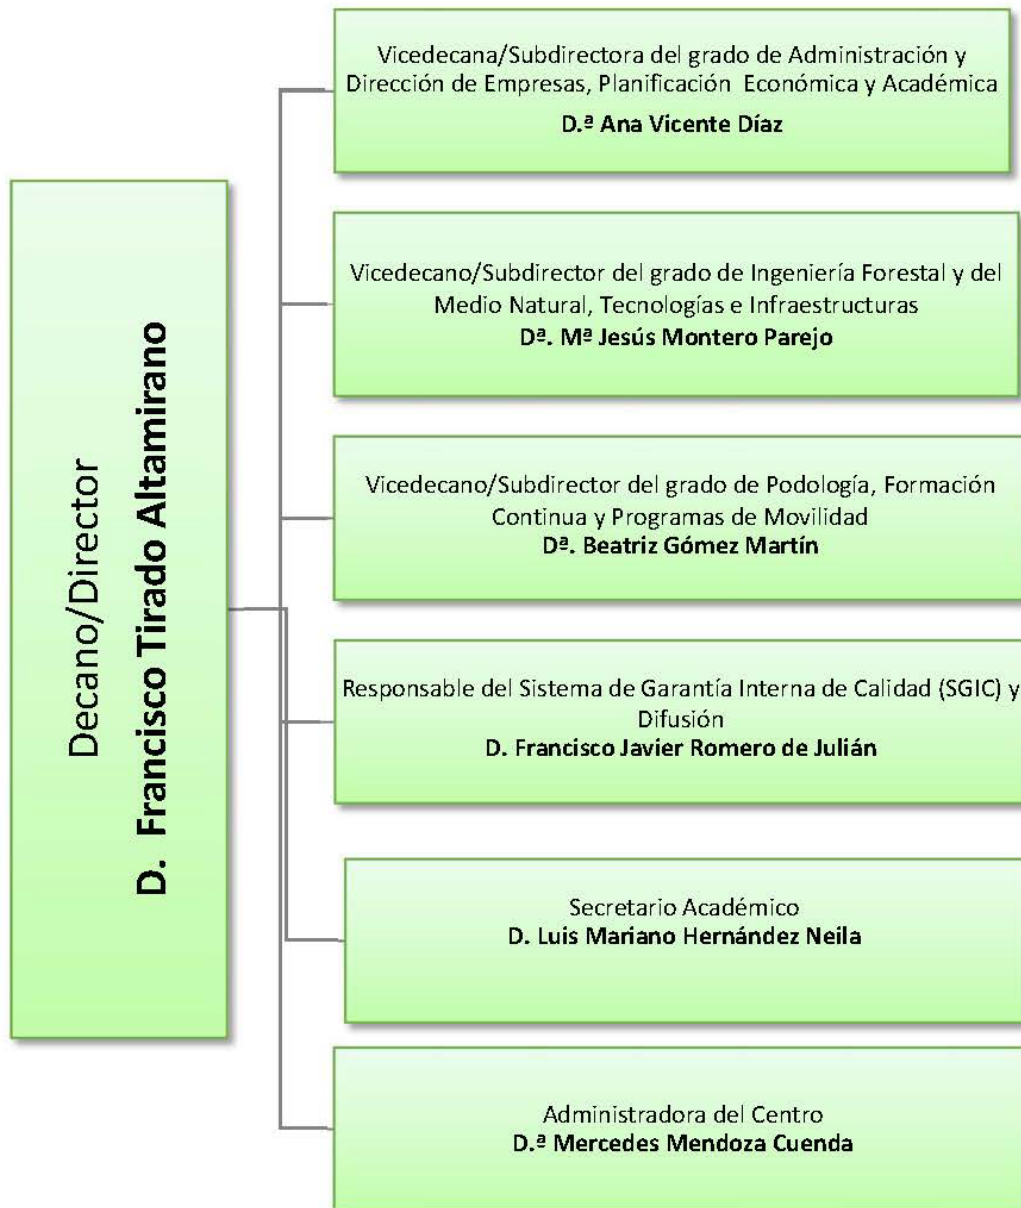 Decano/Director
D. Francisco Tirado Altamirano
Vicedecana/Subdirectora del grado de Administración y
Dirección de Empresas, Planificación Económica y Académica
D.ª Ana Vicente Díaz
Vicedecano/Subdirector del grado de Ingeniería Forestal y del
Medio Natural, Tecnologías e Infraestructuras
Dª. Mª Jesús Montero Parejo
Vicedecano/Subdirector del grado de Podología, Formación
Continua y Programas de Movilidad
Dª. Beatriz Gómez Martín
Responsable del Sistema de Garantía Interna de Calidad (SGIC) y
Difusión
D. Francisco Javier Romero de Julián
Secretario Académico
D. Luis Mariano Hernández Neila
Administradora del Centro
D.ª Mercedes Mendoza Cuenda